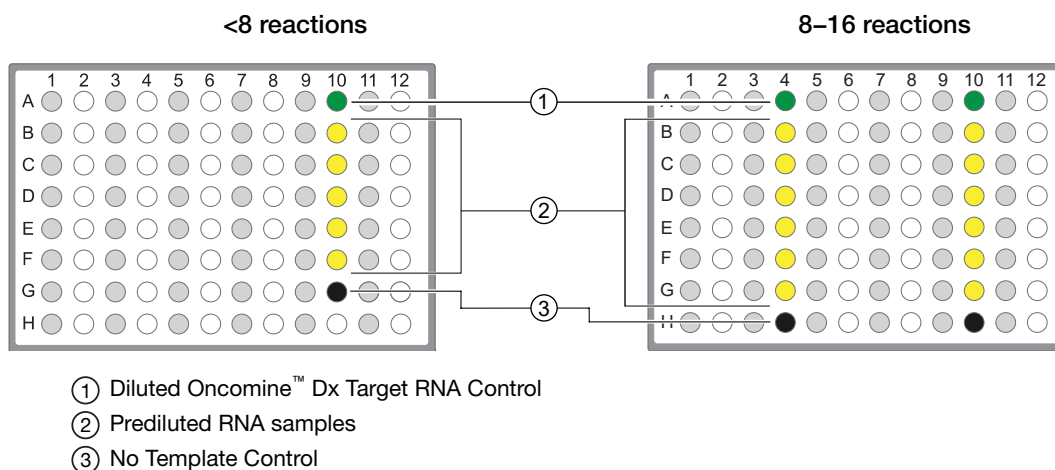 <8 reactions
8–16 reactions
1 2 3 4 5 6 7 8 9 10 11 12
A
B
C
D
E
F
G
H
1 2 3 4 5 6 7 8 9 10 11 12
A
B
C
D
E
F
G
H
1
2
3
1 Diluted Oncomine™ Dx Target RNA Control
2 Prediluted RNA samples
3 No Template Control